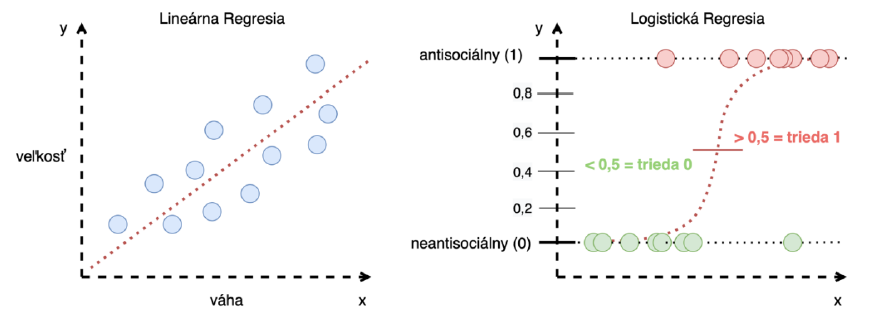 Lineárna Regresia
y
veľkosť
váha
x
Logistická Regresia
y
antisociálny (1)
0,8
0,6
> 0,5 = trieda 1
< 0,5 = trieda 0
0,4
0,2
neantisociálny (0)
x